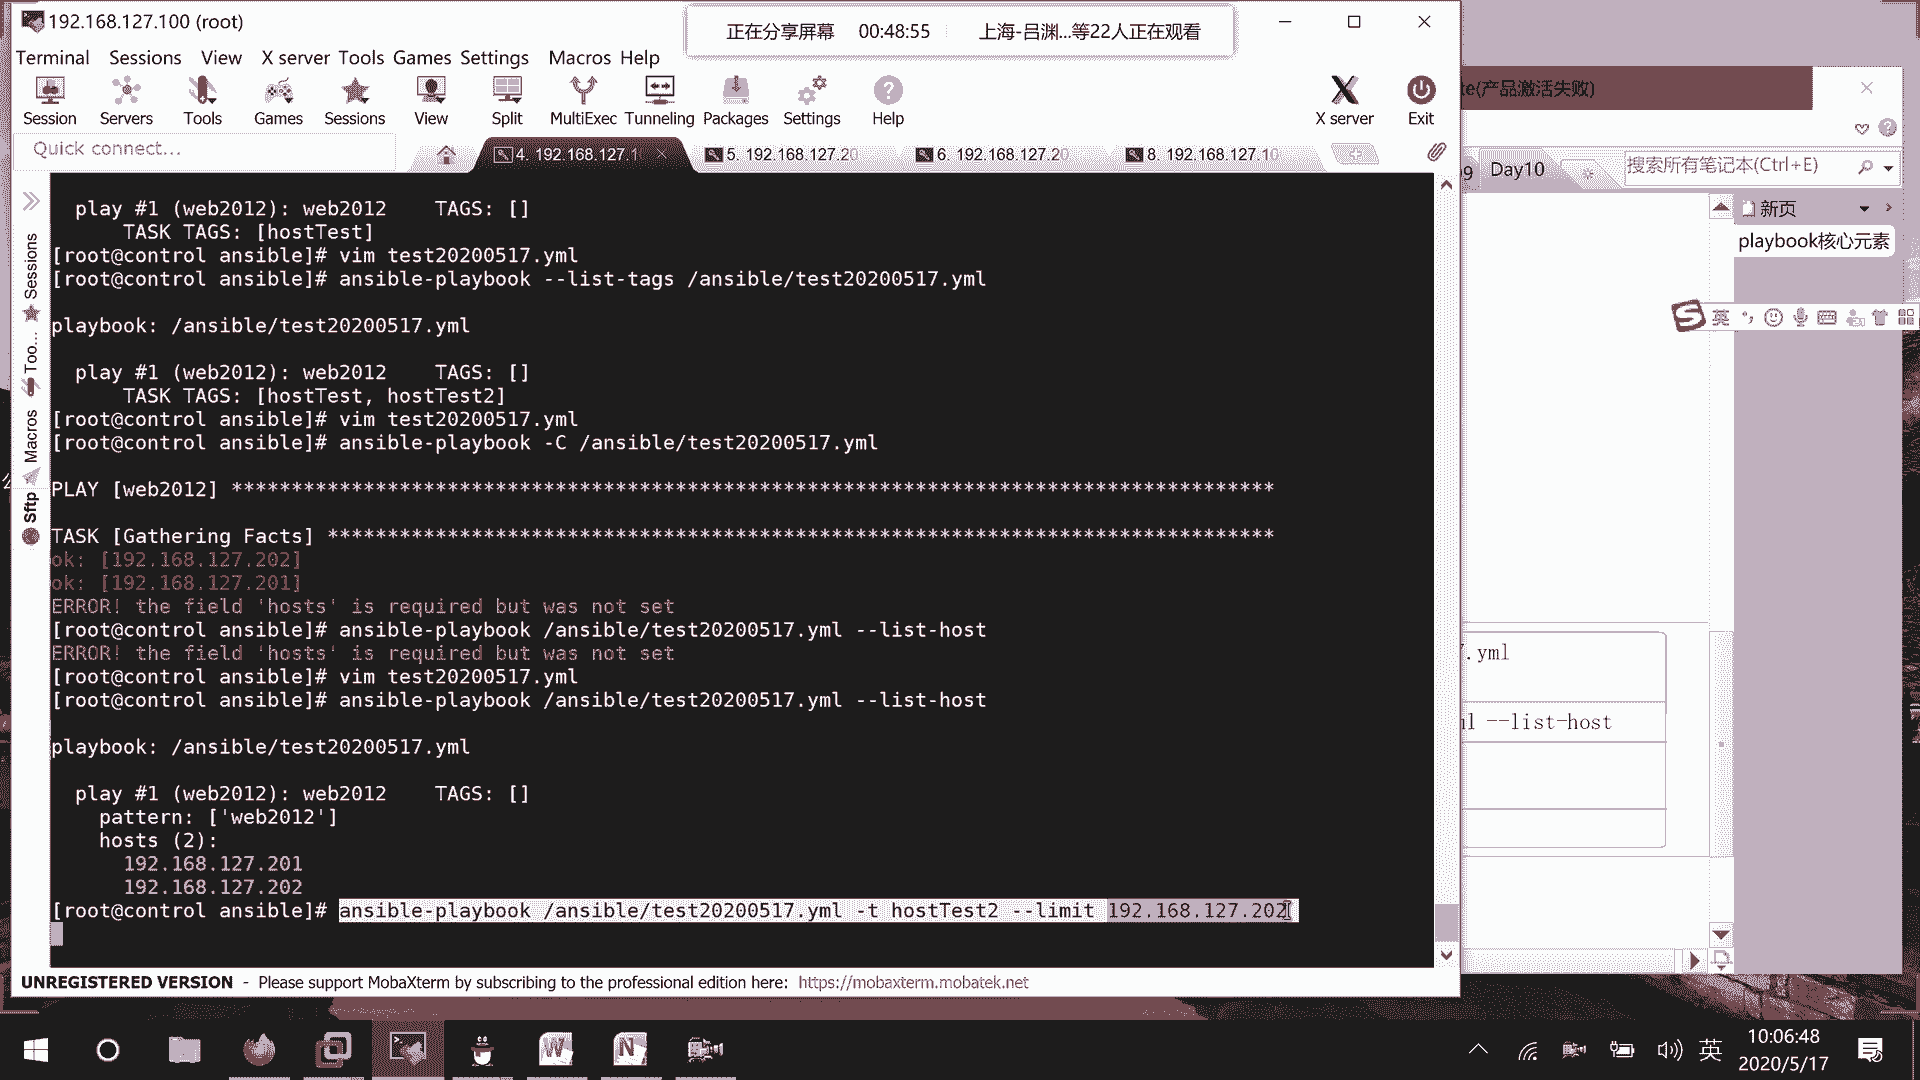 192.168.127.100 (root)
正在分享屏幕 00:48:55 上海-吕渊...等22人正在观看
Terminal Sessions View X server Tools Games Settings Macros Help
Session Servers Tools Games Sessions View Split MultiExec Tunneling Packages Settings Help X server Exit
Quick connect...
4. 192.168.127.1
5. 192.168.127.20
6. 192.168.127.20
8. 192.168.127.10
Sessions
Too...
Macros
Sftp
play #1 (web2012): web2012 TAGS: []
TASK TAGS: [hostTest]
[root@control ansible]# vim test20200517.yml
[root@control ansible]# ansible-playbook --list-tags /ansible/test20200517.yml
playbook: /ansible/test20200517.yml
play #1 (web2012): web2012 TAGS: []
TASK TAGS: [hostTest, hostTest2]
[root@control ansible]# vim test20200517.yml
[root@control ansible]# ansible-playbook -C /ansible/test20200517.yml
PLAY [web2012] ***************************************************************************************
TASK [Gathering Facts] *******************************************************************************
ok: [192.168.127.202]
ok: [192.168.127.201]
ERROR! the field 'hosts' is required but was not set
[root@control ansible]# ansible-playbook /ansible/test20200517.yml --list-host
ERROR! the field 'hosts' is required but was not set
[root@control ansible]# vim test20200517.yml
[root@control ansible]# ansible-playbook /ansible/test20200517.yml --list-host
playbook: /ansible/test20200517.yml
play #1 (web2012): web2012 TAGS: []
pattern: ['web2012']
hosts (2):
192.168.127.201
192.168.127.202
[root@control ansible]# ansible-playbook /ansible/test20200517.yml -t hostTest2 --limit 192.168.127.202
UNREGISTERED VERSION - Please support MobaXterm by subscribing to the professional edition here: https://mobaxterm.mobatek.net
te(产品激活失败)
Day10
搜索所有笔记本(Ctrl+E)
新页
playbook核心元素
英
.yml
--list-host
英
10:06:48
2020/5/17